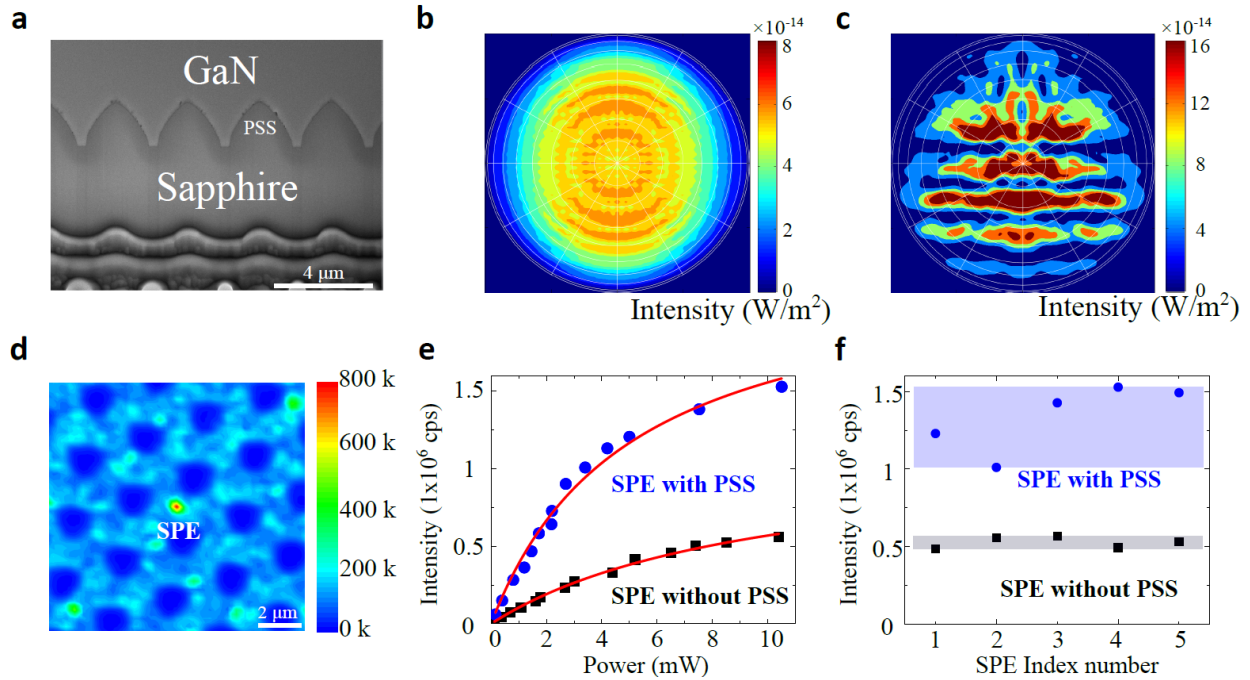 a
GaN
PSS
Sapphire
4 μm
b
×10⁻¹⁴
8
6
4
2
0
Intensity (W/m²)
c
×10⁻¹⁴
16
14
12
10
8
6
4
2
0
Intensity (W/m²)
d
SPE
2 μm
800 k
600 k
400 k
200 k
0 k
e
Intensity (1x10⁶ cps)
1.5
1
0.5
0
SPE with PSS
SPE without PSS
0 2 4 6 8 10
Power (mW)
f
Intensity (1x10⁶ cps)
1.5
1
0.5
0
SPE with PSS
SPE without PSS
1 2 3 4 5
SPE Index number